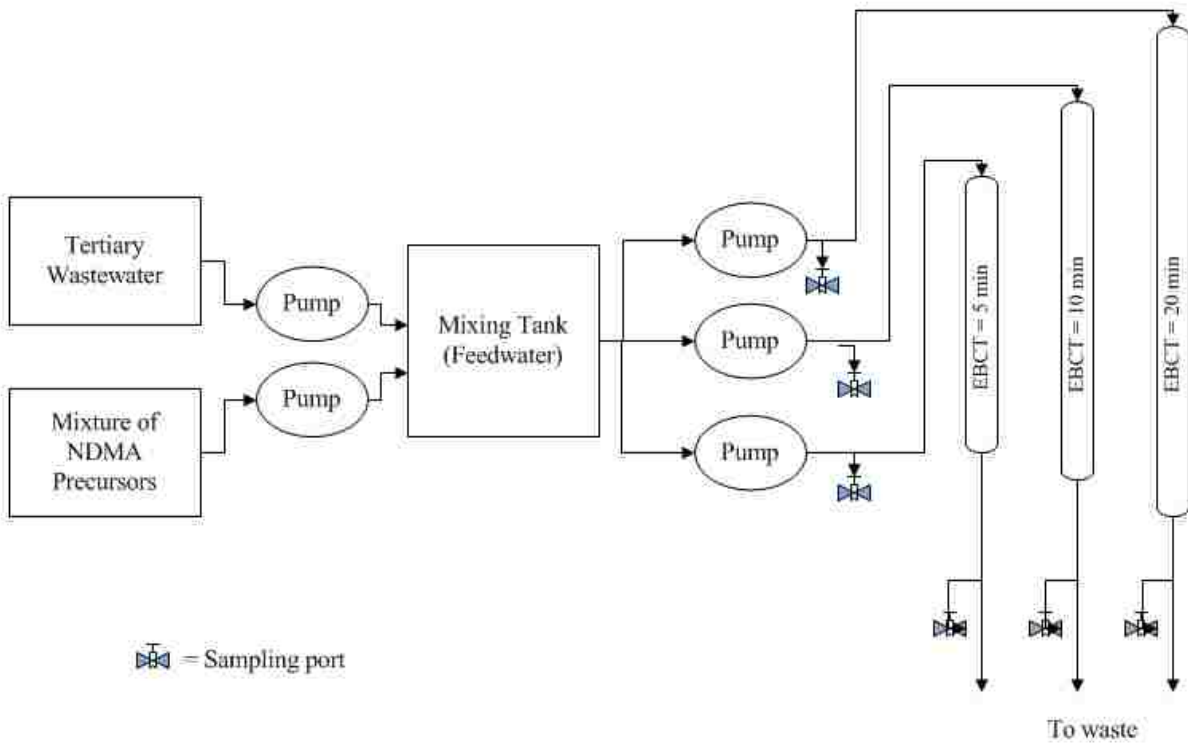 Tertiary
Wastewater
Pump
Mixture of
NDMA
Precursors
Pump
Mixing Tank
(Feedwater)
Pump
Pump
Pump
EBCT = 5 min
EBCT = 10 min
EBCT = 20 min
= Sampling port
To waste